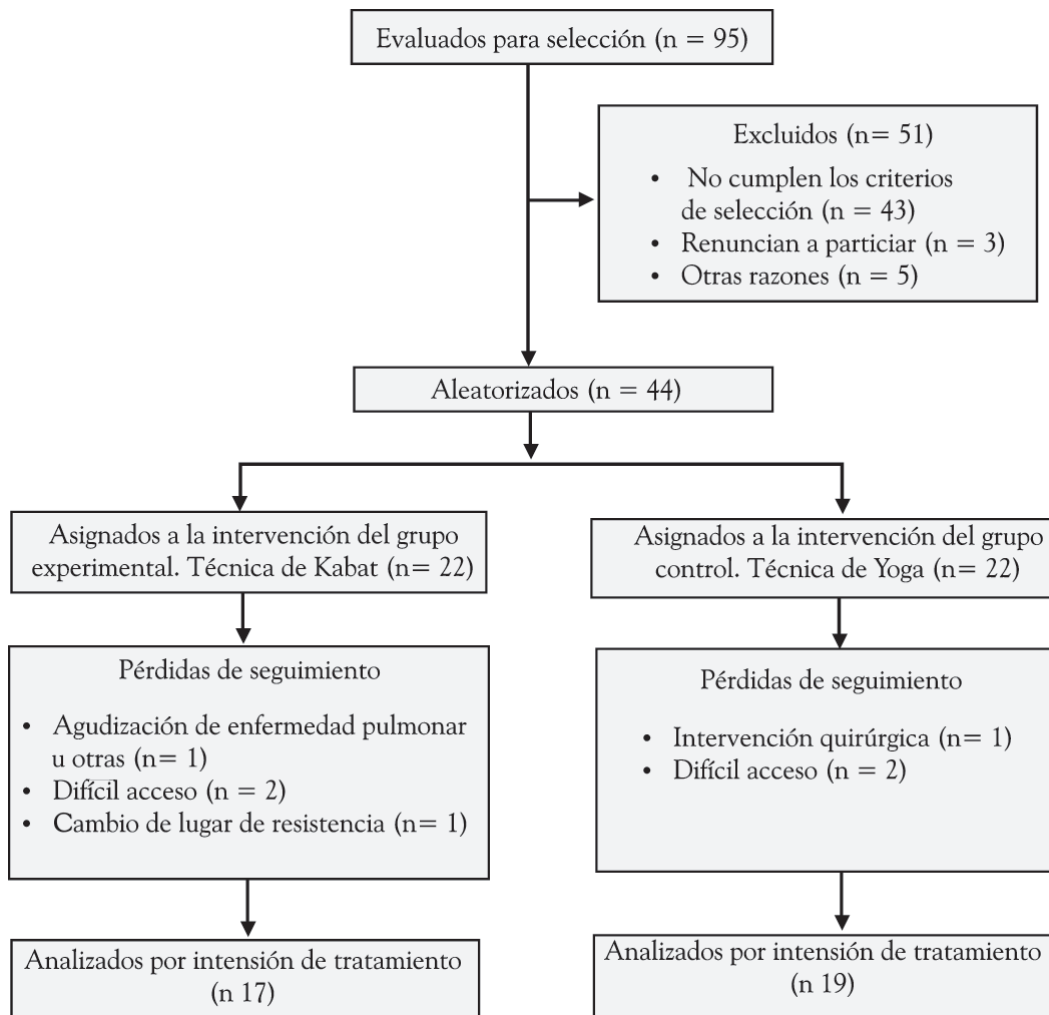 Evaluados para selección (n = 95)
Excluidos (n= 51)
• No cumplen los criterios
de selección (n = 43)
• Renuncian a particiar (n = 3)
• Otras razones (n = 5)
Aleatorizados (n = 44)
Asignados a la intervención del grupo
experimental. Técnica de Kabat (n= 22)
Asignados a la intervención del grupo
control. Técnica de Yoga (n= 22)
Pérdidas de seguimiento
• Agudización de enfermedad pulmonar
u otras (n= 1)
• Difícil acceso (n = 2)
• Cambio de lugar de resistencia (n= 1)
Pérdidas de seguimiento
• Intervención quirúrgica (n= 1)
• Difícil acceso (n = 2)
Analizados por intensión de tratamiento
(n 17)
Analizados por intensión de tratamiento
(n 19)